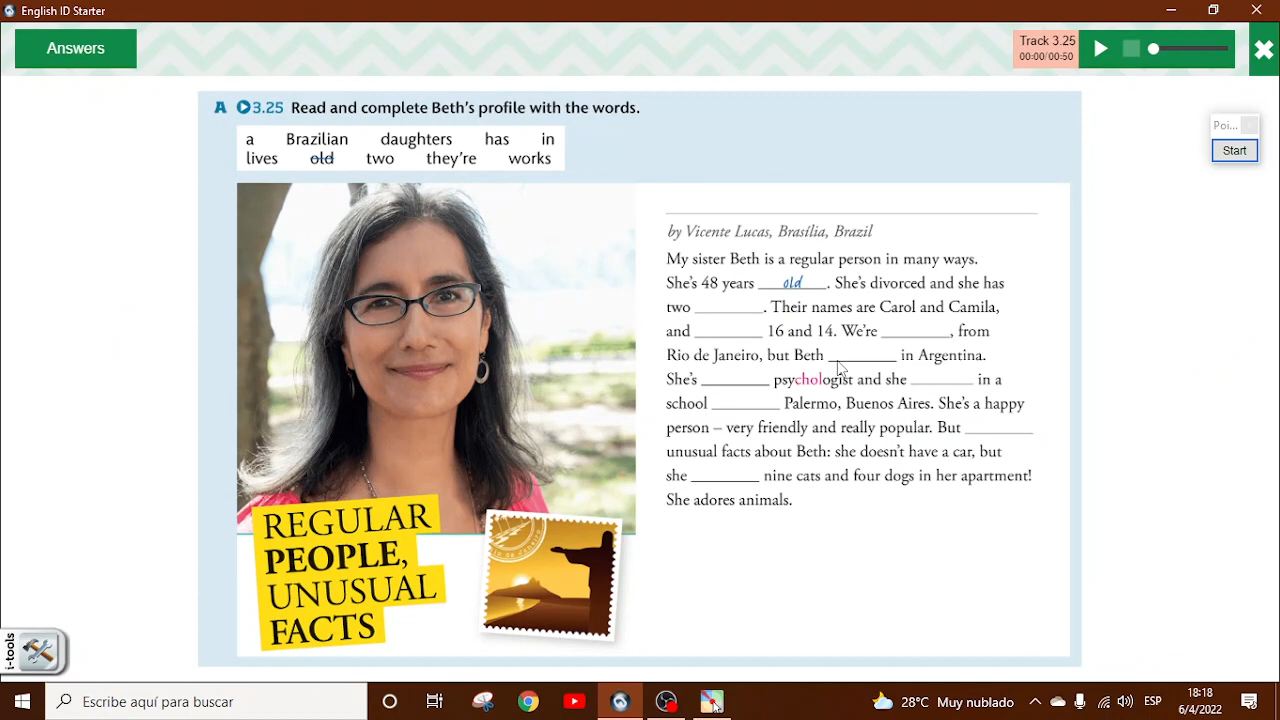 English ID Starter
Answers
Track 3.25
00:00/00:50
A 3.25 Read and complete Beth's profile with the words.
a Brazilian daughters has in
lives old two they're works
Poi...
Start
by Vicente Lucas, Brasília, Brazil
My sister Beth is a regular person in many ways.
She's 48 years old. She's divorced and she has
two ________. Their names are Carol and Camila,
and ________ 16 and 14. We're ________, from
Rio de Janeiro, but Beth ________ in Argentina.
She's ________ psychologist and she ________ in a
school ________ Palermo, Buenos Aires. She's a happy
person – very friendly and really popular. But ________
unusual facts about Beth: she doesn't have a car, but
she ________ nine cats and four dogs in her apartment!
She adores animals.
REGULAR
PEOPLE,
UNUSUAL
FACTS
i-tools
Escribe aquí para buscar
28°C Muy nublado
ESP
18:18
6/4/2022